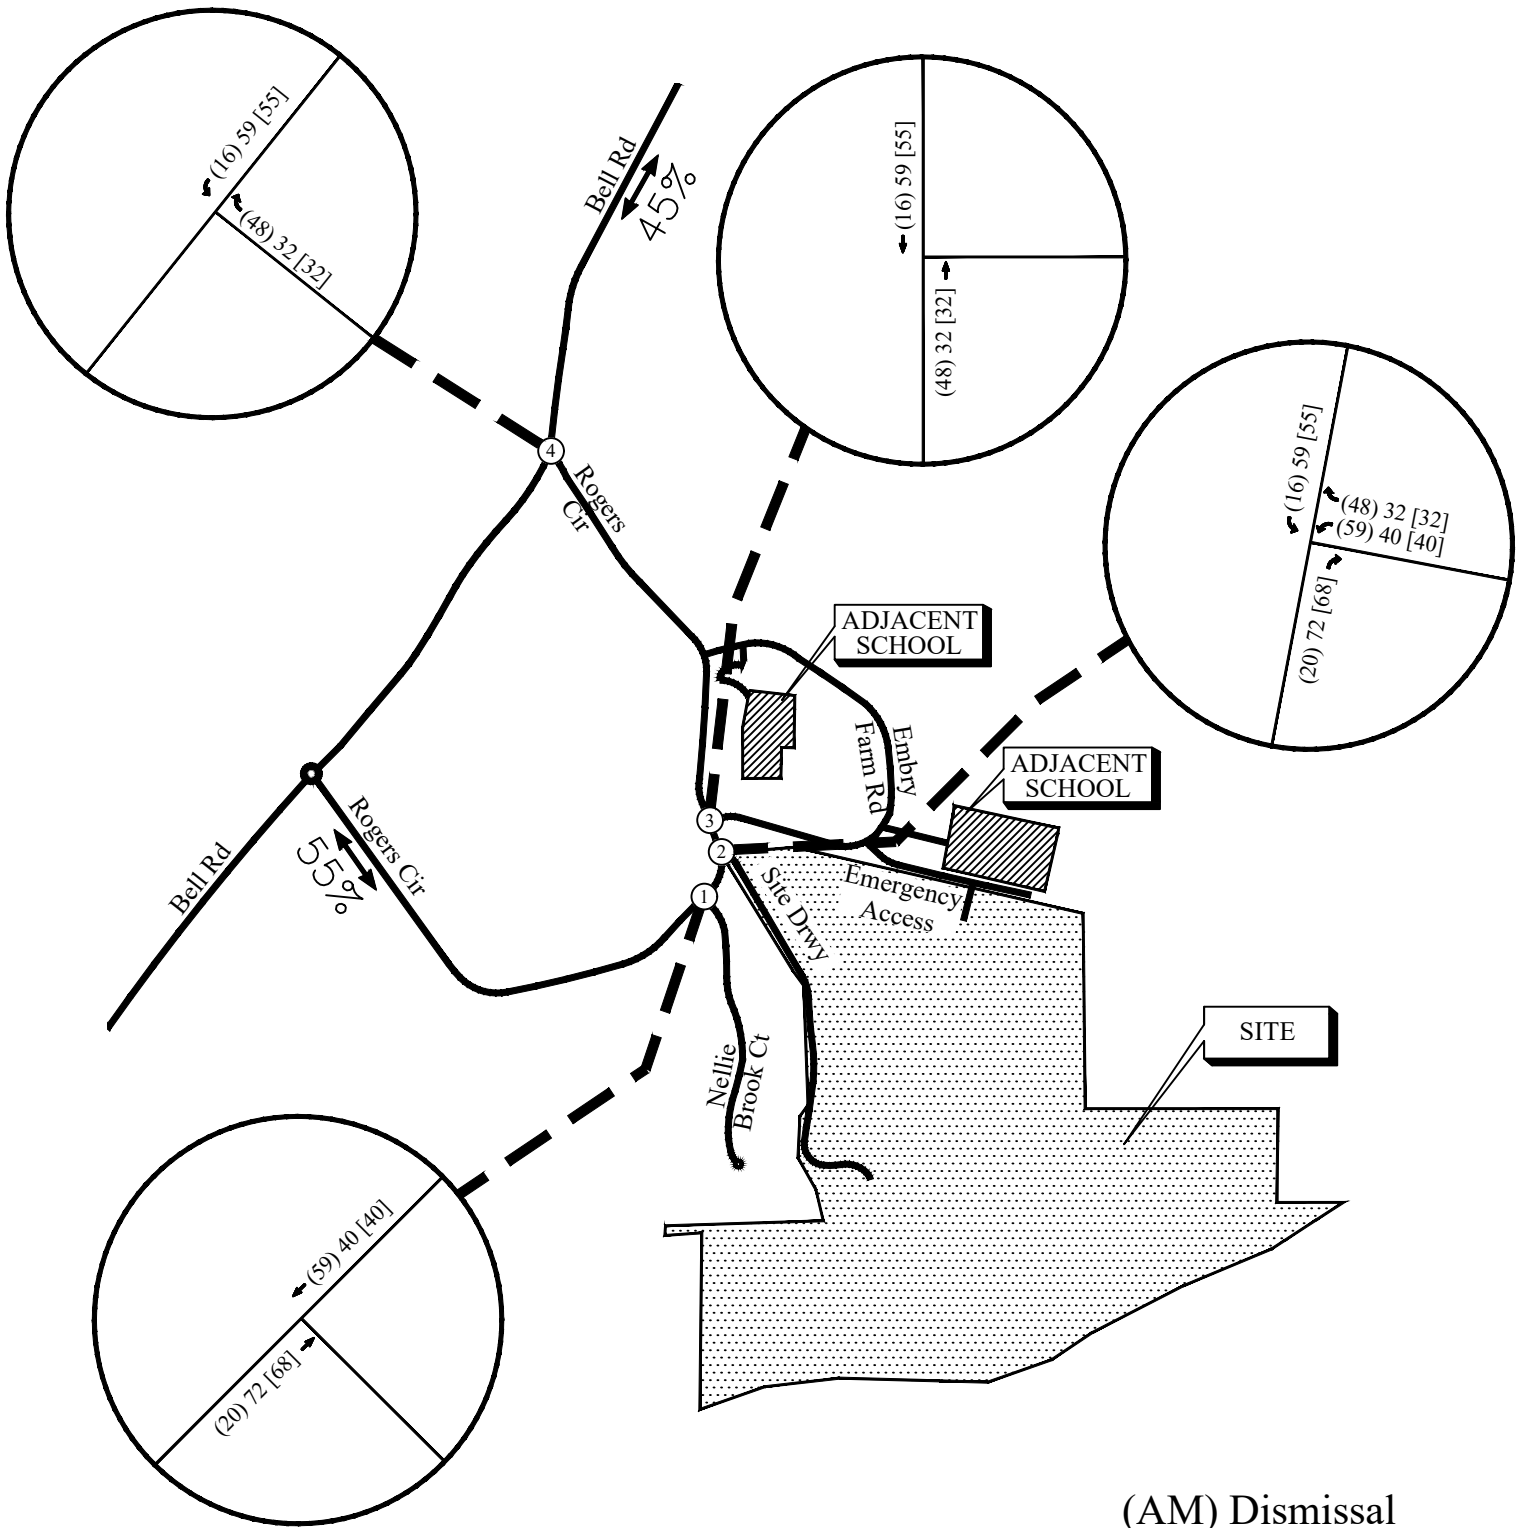 (16) 59 [55]
(48) 32 [32]
Bell Rd
45%
(16) 59 [55]
(48) 32 [32]
(16) 59 [55]
(48) 32 [32]
(59) 40 [40]
(20) 72 [68]
4
Rogers
Cir
ADJACENT
SCHOOL
Embry
Farm Rd
ADJACENT
SCHOOL
3
2
1
Rogers Cir
55%
Bell Rd
Site Drwy
Emergency
Access
Nellie
Brook Ct
SITE
(59) 40 [40]
(20) 72 [68]
(AM) Dismissal